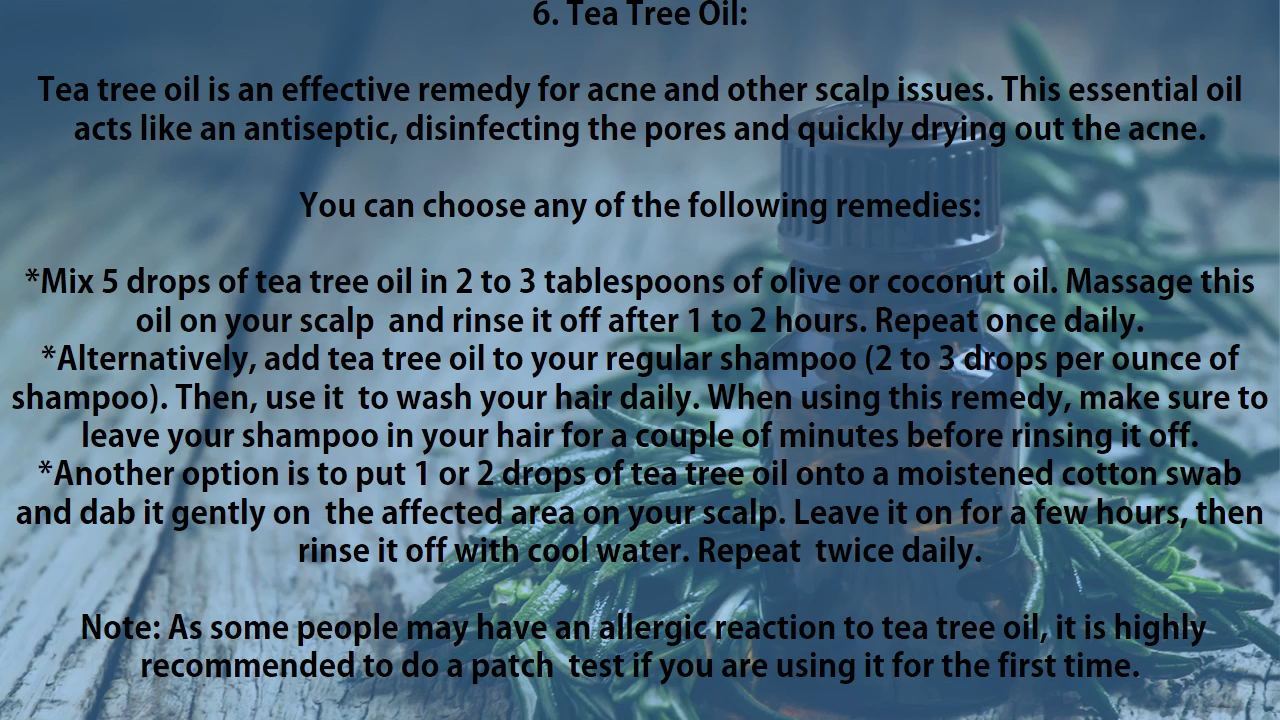 6. Tea Tree Oil:
Tea tree oil is an effective remedy for acne and other scalp issues. This essential oil
acts like an antiseptic, disinfecting the pores and quickly drying out the acne.
You can choose any of the following remedies:
*Mix 5 drops of tea tree oil in 2 to 3 tablespoons of olive or coconut oil. Massage this
oil on your scalp  and rinse it off after 1 to 2 hours. Repeat once daily.
*Alternatively, add tea tree oil to your regular shampoo (2 to 3 drops per ounce of
shampoo). Then, use it  to wash your hair daily. When using this remedy, make sure to
leave your shampoo in your hair for a couple of minutes before rinsing it off.
*Another option is to put 1 or 2 drops of tea tree oil onto a moistened cotton swab
and dab it gently on  the affected area on your scalp. Leave it on for a few hours, then
rinse it off with cool water. Repeat  twice daily.
Note: As some people may have an allergic reaction to tea tree oil, it is highly
recommended to do a patch  test if you are using it for the first time.